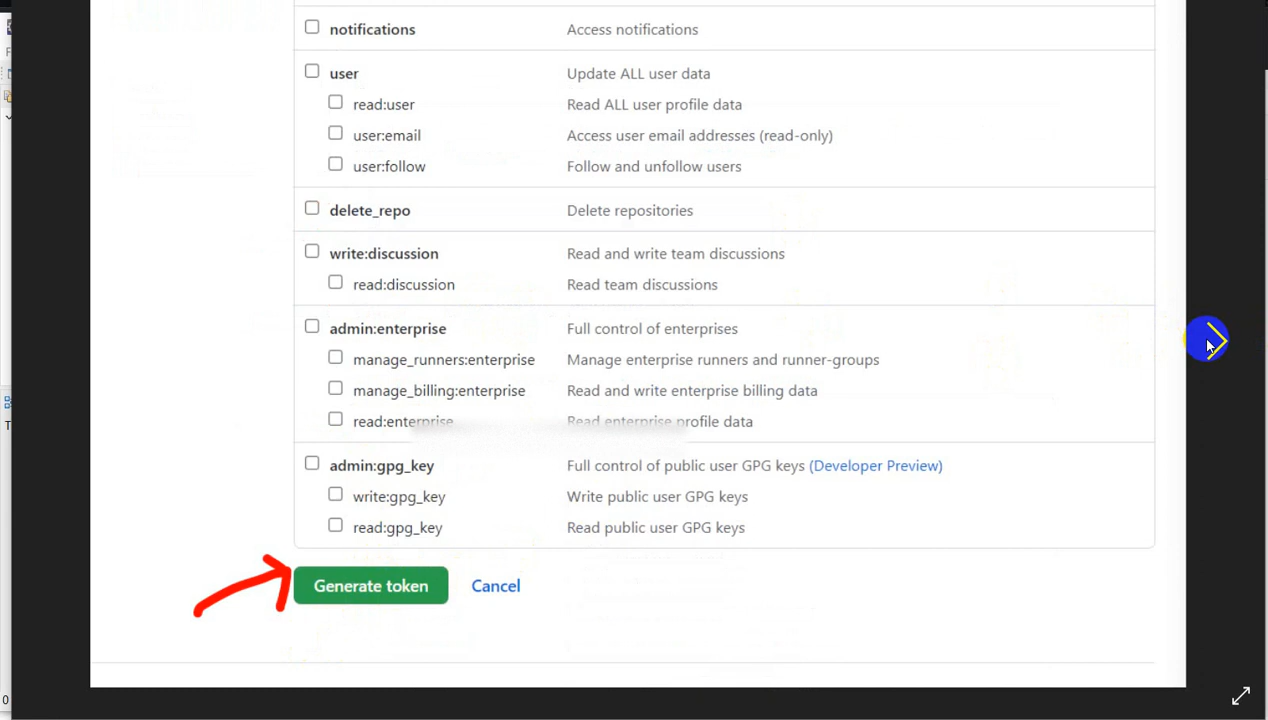 notifications Access notifications
user Update ALL user data
read:user Read ALL user profile data
user:email Access user email addresses (read-only)
user:follow Follow and unfollow users
delete_repo Delete repositories
write:discussion Read and write team discussions
read:discussion Read team discussions
admin:enterprise Full control of enterprises
manage_runners:enterprise Manage enterprise runners and runner-groups
manage_billing:enterprise Read and write enterprise billing data
read:enterprise Read enterprise profile data
admin:gpg_key Full control of public user GPG keys (Developer Preview)
write:gpg_key Write public user GPG keys
read:gpg_key Read public user GPG keys
Generate token Cancel
0